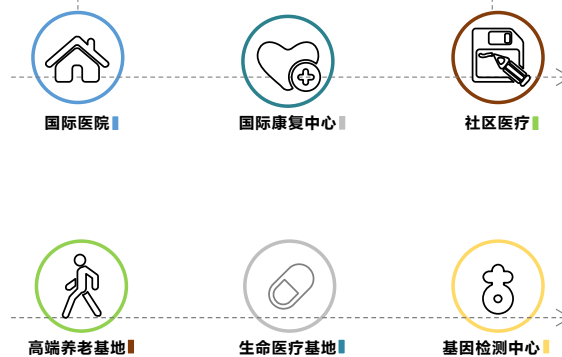 国际医院
国际康复中心
社区医疗
高端养老基地
生命医疗基地
基因检测中心